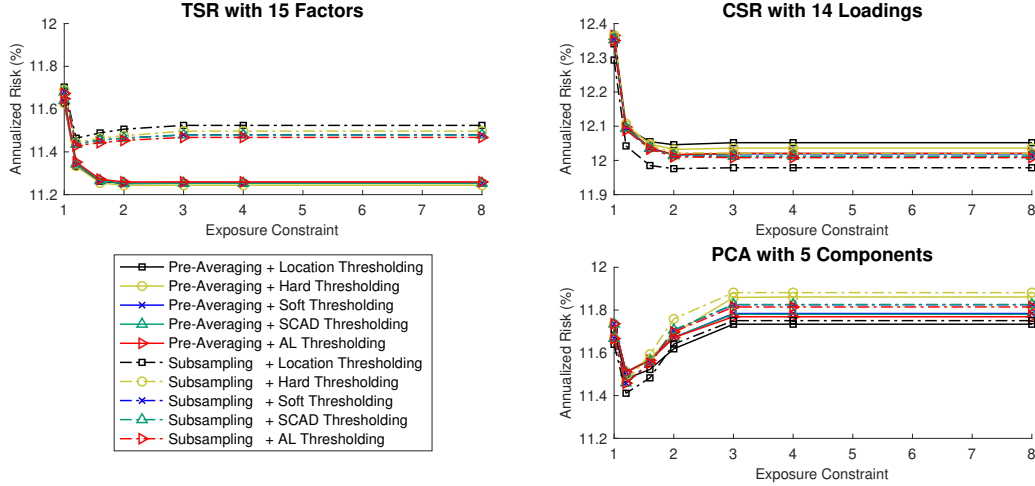 TSR with 15 Factors
Annualized Risk (%)
12
11.8
11.6
11.4
11.2
1 2 3 4 5 6 7 8
Exposure Constraint
CSR with 14 Loadings
Annualized Risk (%)
12.4
12.3
12.2
12.1
12
11.9
1 2 3 4 5 6 7 8
Exposure Constraint
Pre-Averaging + Location Thresholding
Pre-Averaging + Hard Thresholding
Pre-Averaging + Soft Thresholding
Pre-Averaging + SCAD Thresholding
Pre-Averaging + AL Thresholding
Subsampling + Location Thresholding
Subsampling + Hard Thresholding
Subsampling + Soft Thresholding
Subsampling + SCAD Thresholding
Subsampling + AL Thresholding
PCA with 5 Components
Annualized Risk (%)
12
11.8
11.6
11.4
11.2
1 2 3 4 5 6 7 8
Exposure Constraint